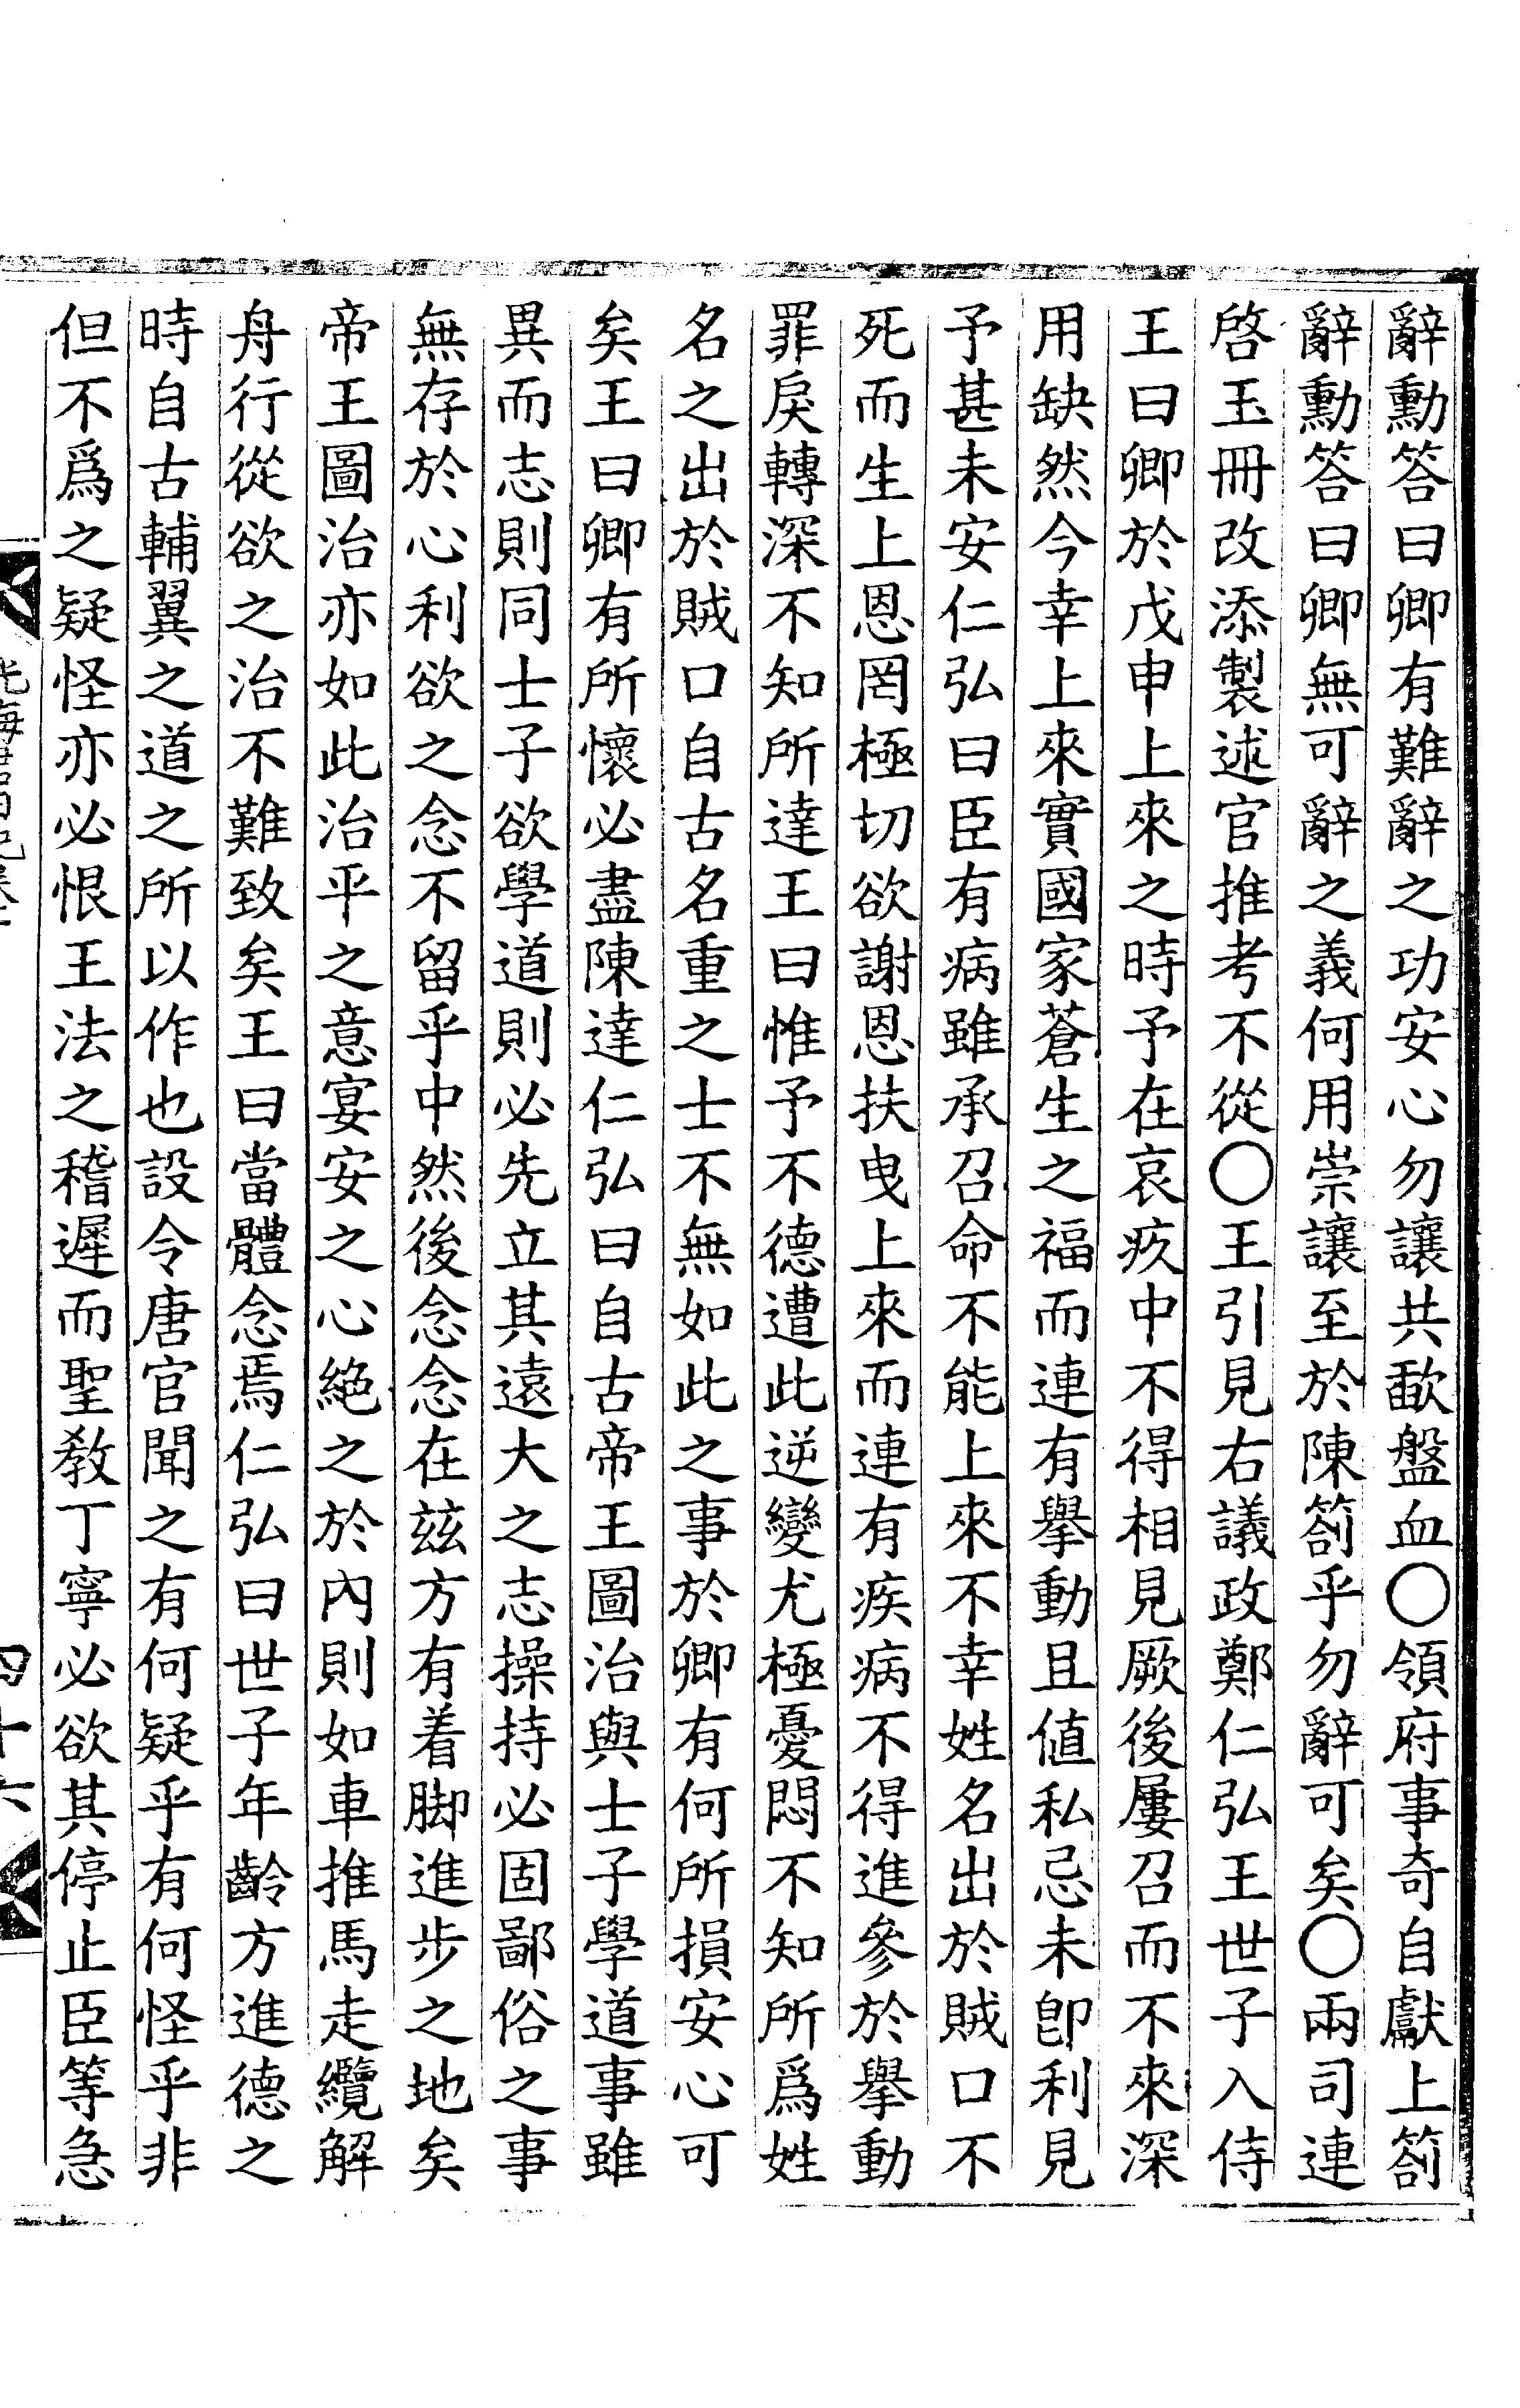 辭勳答曰卿有難辭之功安心勿讓共歃盤血○領府事奇自獻上箚
辭勳答曰卿無可辭之義何用崇讓至於陳箚乎勿辭可矣○兩司連
啓玉冊改添製述官推考不從○王引見右議政鄭仁弘王世子入侍
王曰卿於戊申上來之時予在哀疚中不得相見厥後屢召而不來深
用缺然今幸上來實國家蒼生之福而連有擧動且値私忌未卽利見
予甚未安仁弘曰臣有病雖承召命不能上來不幸姓名出於賊口不
死而生上恩罔極切欲謝恩扶曳上來而連有疾病不得進參於擧動
罪戾轉深不知所達王曰惟予不德遭此逆變尤極憂悶不知所爲姓
名之出於賊口自古名重之士不無如此之事於卿有何所損安心可
矣王曰卿有所懷必盡陳達仁弘曰自古帝王圖治與士子學道事雖
異而志則同士子欲學道則必先立其遠大之志操持必固鄙俗之事
無存於心利欲之念不留乎中然後念念在玆方有着脚進步之地矣
帝王圖治亦如此治平之意宴安之心絶之於內則如車推馬走纜解
舟行從欲之治不難致矣王曰當體念焉仁弘曰世子年齡方進德之
時自古輔翼之道之所以作也設令唐官聞之有何疑乎有何怪乎非
但不爲之疑怪亦必恨王法之稽遲而聖敎丁寧必欲其停止臣等急
四十六